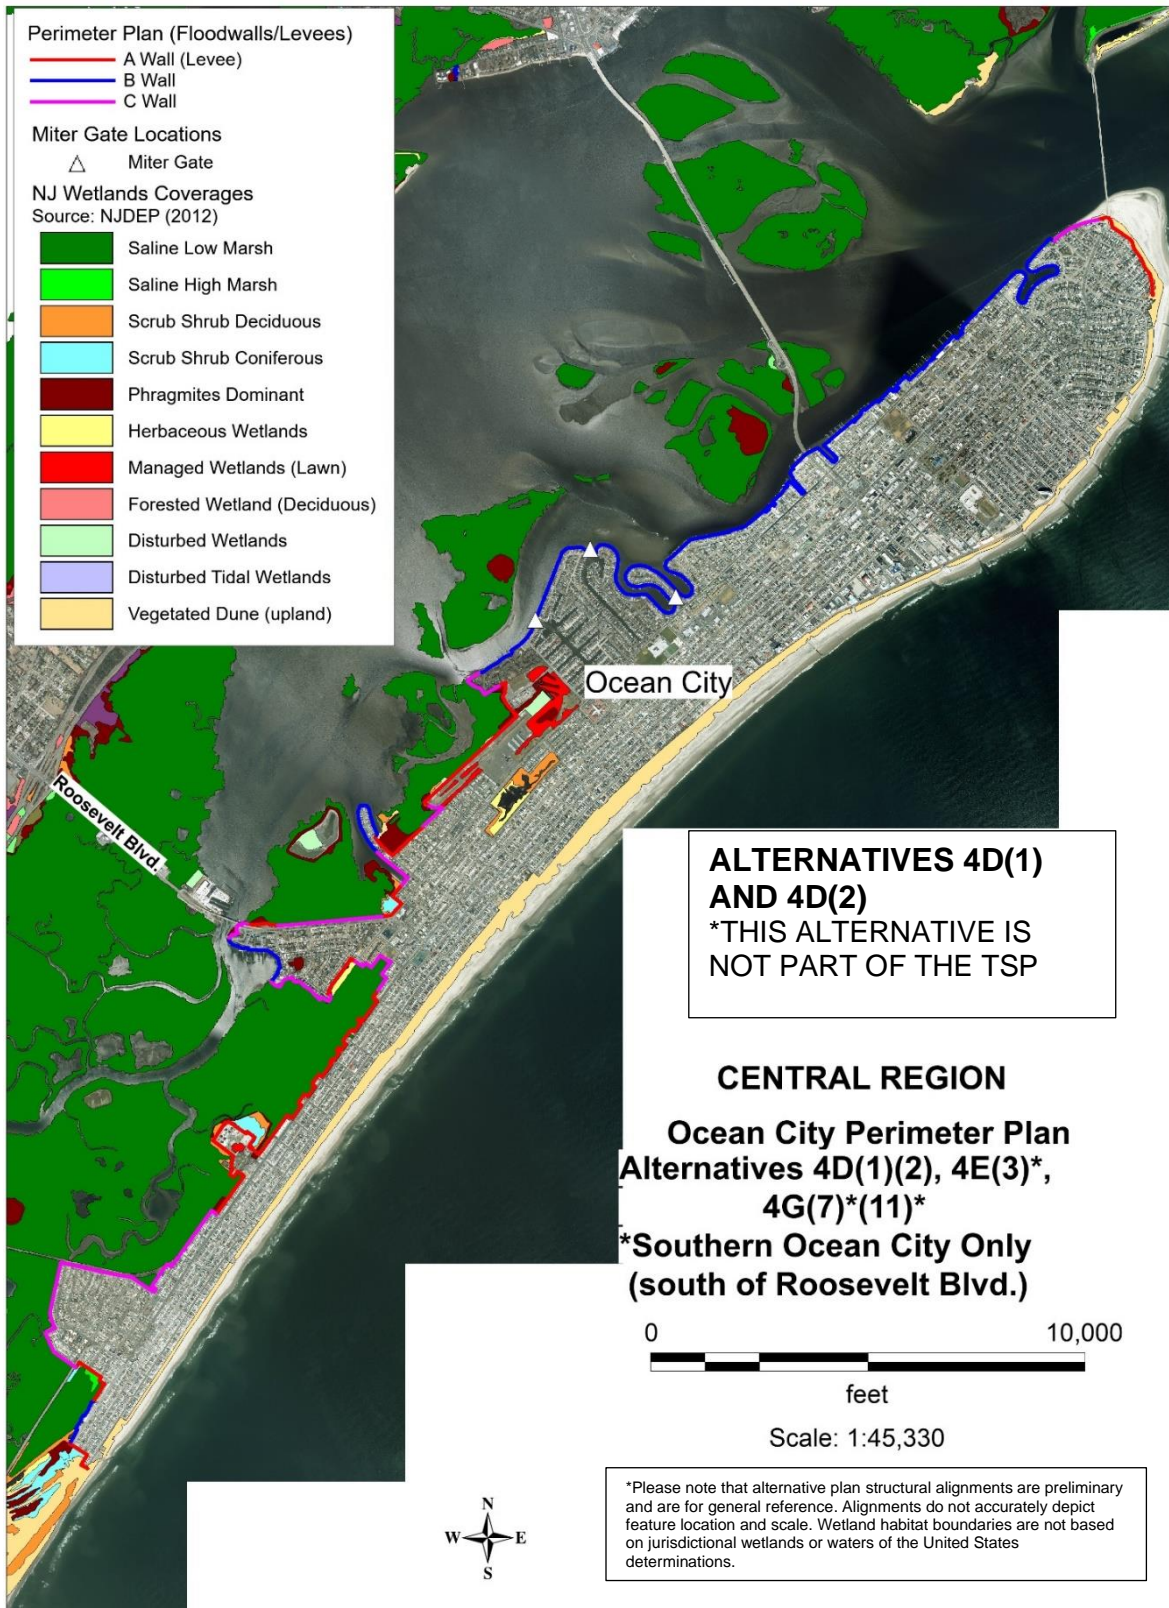 Perimeter Plan (Floodwalls/Levees)
A Wall (Levee)
B Wall
C Wall
Miter Gate Locations
Miter Gate
NJ Wetlands Coverages
Source: NJDEP (2012)
Saline Low Marsh
Saline High Marsh
Scrub Shrub Deciduous
Scrub Shrub Coniferous
Phragmites Dominant
Herbaceous Wetlands
Managed Wetlands (Lawn)
Forested Wetland (Deciduous)
Disturbed Wetlands
Disturbed Tidal Wetlands
Vegetated Dune (upland)
Ocean City
Roosevelt Blvd.
ALTERNATIVES 4D(1)
AND 4D(2)
*THIS ALTERNATIVE IS
NOT PART OF THE TSP
CENTRAL REGION
Ocean City Perimeter Plan
Alternatives 4D(1)(2), 4E(3)*,
4G(7)*(11)*
*Southern Ocean City Only
(south of Roosevelt Blvd.)
0 10,000
feet
Scale: 1:45,330
N
W E
S
*Please note that alternative plan structural alignments are preliminary
and are for general reference. Alignments do not accurately depict
feature location and scale. Wetland habitat boundaries are not based
on jurisdictional wetlands or waters of the United States
determinations.